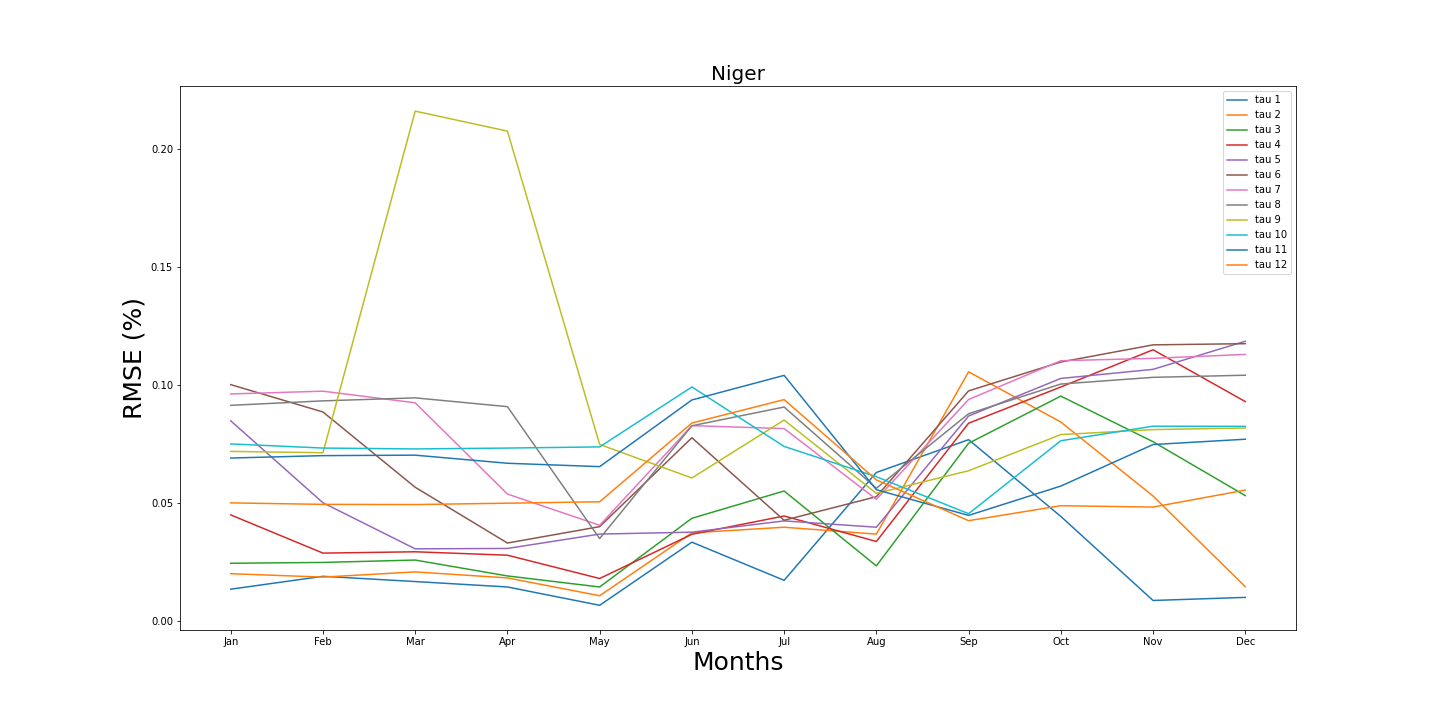 Niger
tau 1
tau 2
tau 3
tau 4
tau 5
tau 6
tau 7
tau 8
tau 9
tau 10
tau 11
tau 12
RMSE (%)
0.20
0.15
0.10
0.05
0.00
Jan Feb Mar Apr May Jun Jul Aug Sep Oct Nov Dec
Months